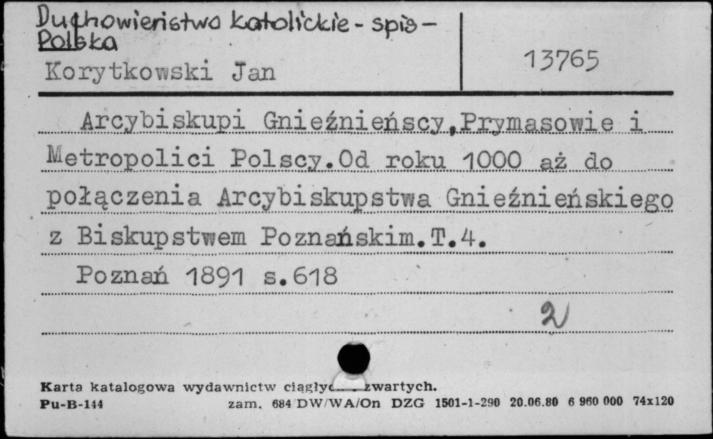 Duchowieństwo katolickie - spis -
Polska
Korytkowski Jan
13765
Arcybiskupi Gnieźnieńscy,Prymasowie i
Metropolici Polscy.Od roku 1000 aż do
połączenia Arcybiskupstwa Gnieźnieńskiego
z Biskupstwem Poznańskim.T.4.
Poznań 1891 s.618
2
Karta katalogowa wydawnictw zwartych.
Pu-B-144 zam. 684/DW/WA/On DZG 1501-1-290 20.06.80 6 960 000 74x120